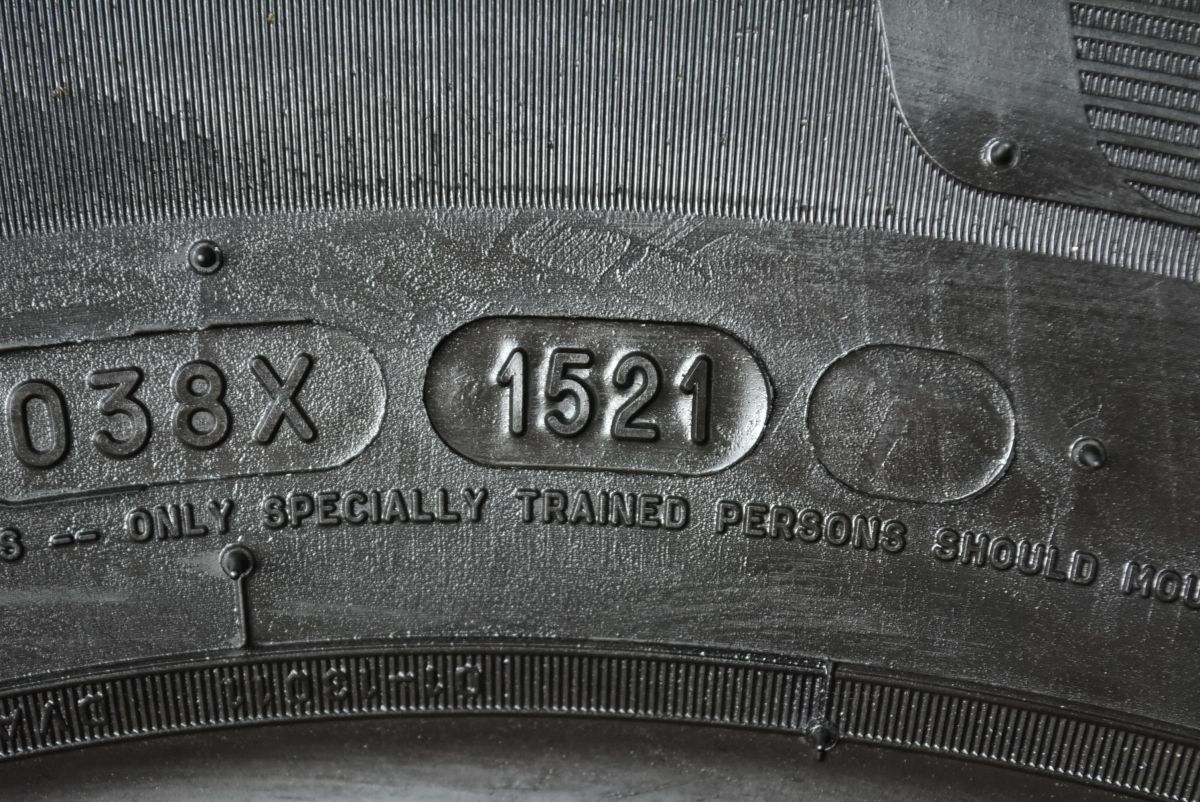 038X 1521
S -- ONLY SPECIALLY TRAINED PERSONS SHOULD MOU